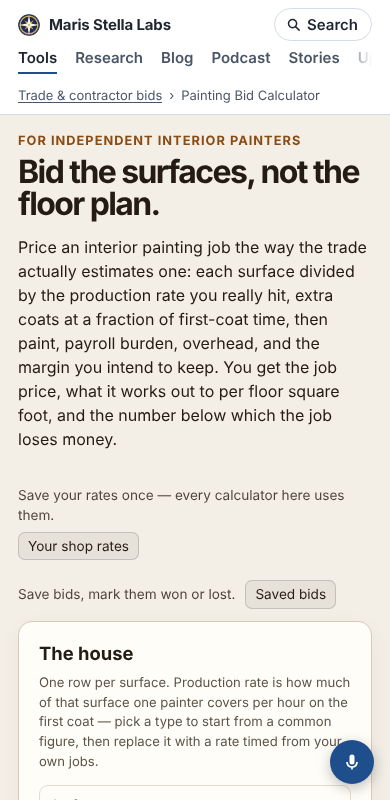 Maris Stella Labs
Search
Tools Research Blog Podcast Stories
Trade & contractor bids › Painting Bid Calculator
FOR INDEPENDENT INTERIOR PAINTERS
Bid the surfaces, not the
floor plan.
Price an interior painting job the way the trade
actually estimates one: each surface divided
by the production rate you really hit, extra
coats at a fraction of first-coat time, then
paint, payroll burden, overhead, and the
margin you intend to keep. You get the job
price, what it works out to per floor square
foot, and the number below which the job
loses money.
Save your rates once — every calculator here uses
them.
Your shop rates
Save bids, mark them won or lost. Saved bids
The house
One row per surface. Production rate is how much
of that surface one painter covers per hour on the
first coat — pick a type to start from a common
figure, then replace it with a rate timed from your
own jobs.